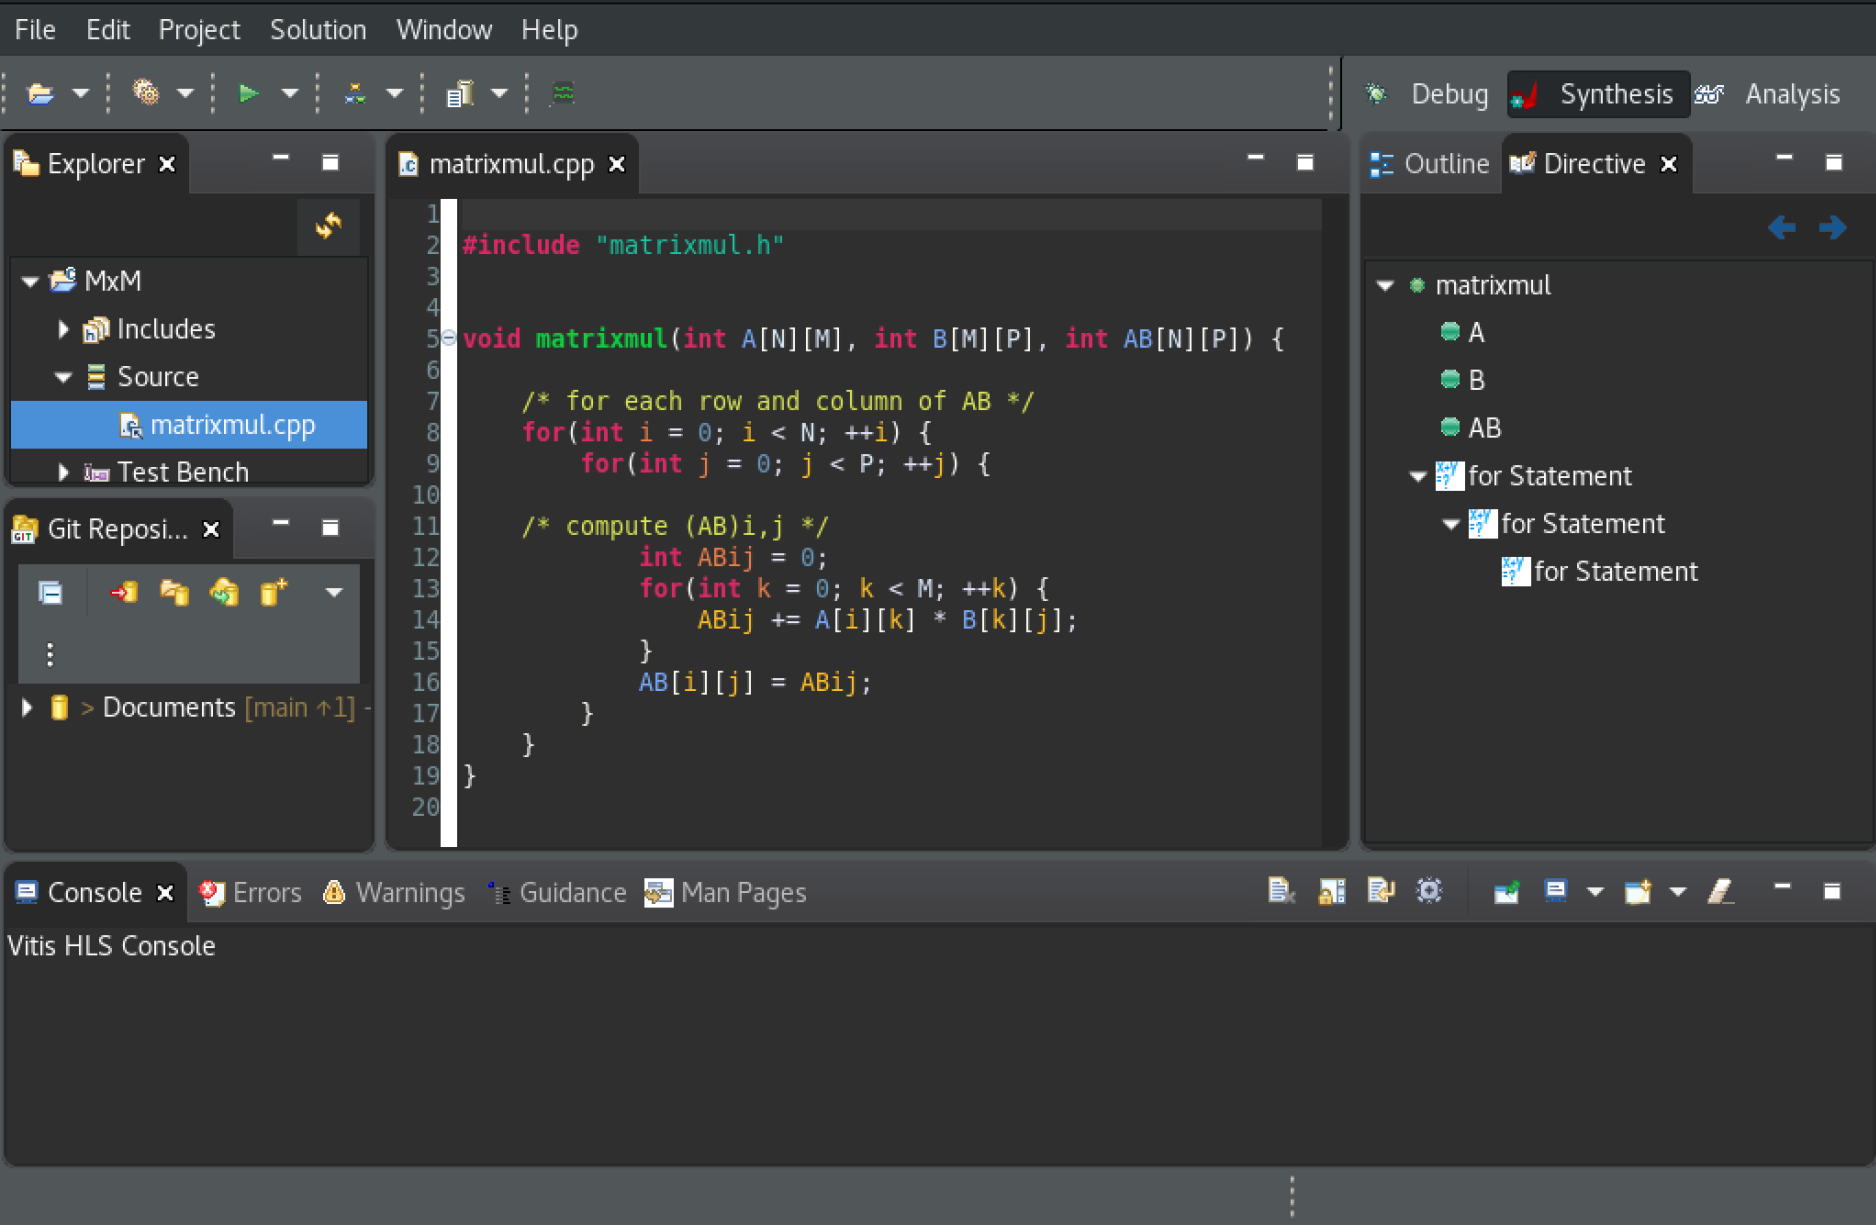 File Edit Project Solution Window Help
Debug Synthesis Analysis
Explorer
MxM
Includes
Source
matrixmul.cpp
Test Bench
Git Reposi...
> Documents [main ↑1] -
matrixmul.cpp
1
2 #include "matrixmul.h"
3
4
5 void matrixmul(int A[N][M], int B[M][P], int AB[N][P]) {
6
7 /* for each row and column of AB */
8 for(int i = 0; i < N; ++i) {
9 for(int j = 0; j < P; ++j) {
10
11 /* compute (AB)i,j */
12 int ABij = 0;
13 for(int k = 0; k < M; ++k) {
14 ABij += A[i][k] * B[k][j];
15 }
16 AB[i][j] = ABij;
17 }
18 }
19 }
20
Outline Directive
matrixmul
A
B
AB
for Statement
for Statement
for Statement
Console Errors Warnings Guidance Man Pages
Vitis HLS Console